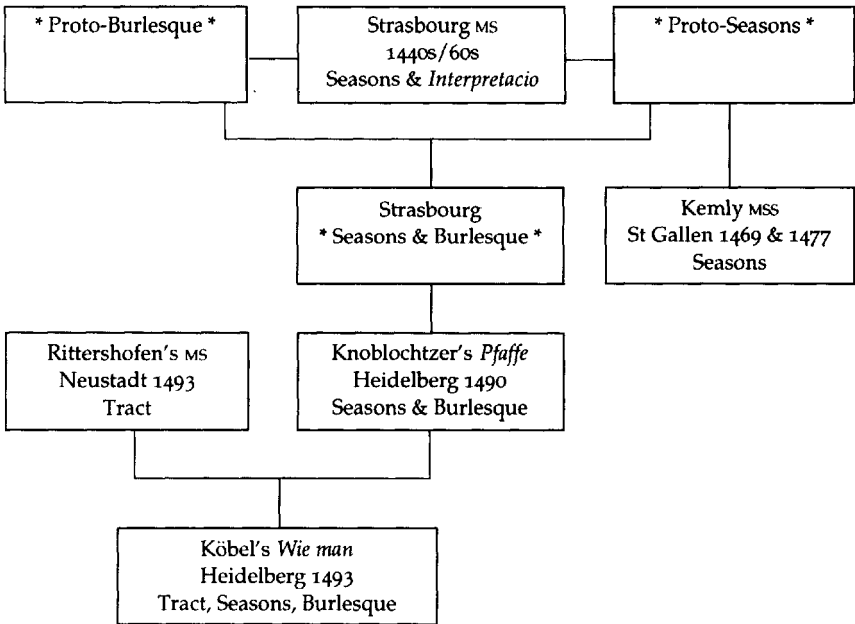 * Proto-Burlesque *
Strasbourg MS
1440s/60s
Seasons & Interpretacio
* Proto-Seasons *
Strasbourg
* Seasons & Burlesque *
Kemly MSS
St Gallen 1469 & 1477
Seasons
Rittershofen's MS
Neustadt 1493
Tract
Knoblochtzer's Pfaffe
Heidelberg 1490
Seasons & Burlesque
Köbel's Wie man
Heidelberg 1493
Tract, Seasons, Burlesque